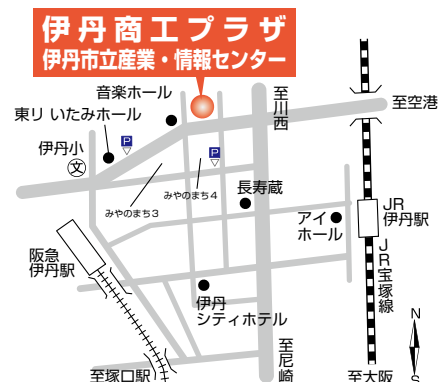 伊丹商工プラザ
伊丹市立産業・情報センター
音楽ホール
至川西
至空港
東リ いたみホール
P
伊丹小
文
P
みやのまち3
みやのまち4
長寿蔵
アイ
ホール
JR
伊丹駅
阪急
伊丹駅
JR宝塚線
伊丹
シティホテル
至尼崎
N
S
至塚口駅
至大阪